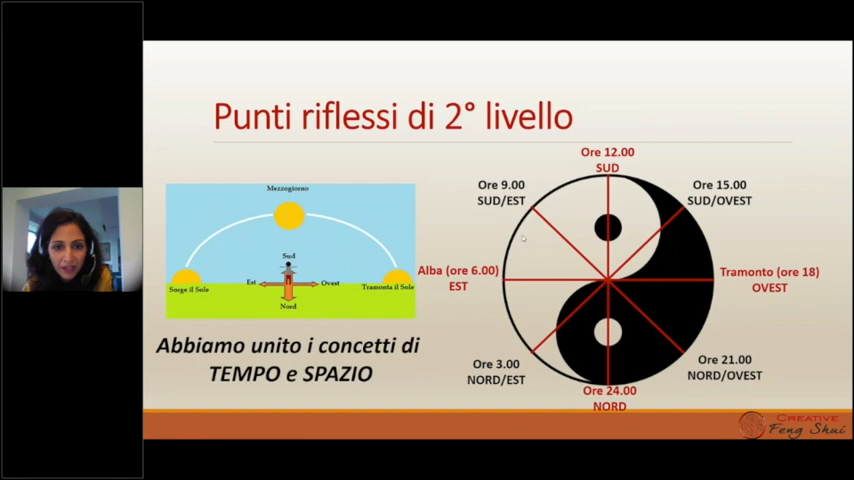 Punti riflessi di 2° livello
Mezzogiorno
Sud
Est
Ovest
Nord
Sorge il Sole
Tramonta il Sole
Abbiamo unito i concetti di
TEMPO e SPAZIO
Ore 12.00
SUD
Ore 9.00
SUD/EST
Ore 15.00
SUD/OVEST
Alba (ore 6.00)
EST
Tramonto (ore 18)
OVEST
Ore 3.00
NORD/EST
Ore 21.00
NORD/OVEST
Ore 24.00
NORD
CREATIVE
Feng Shui